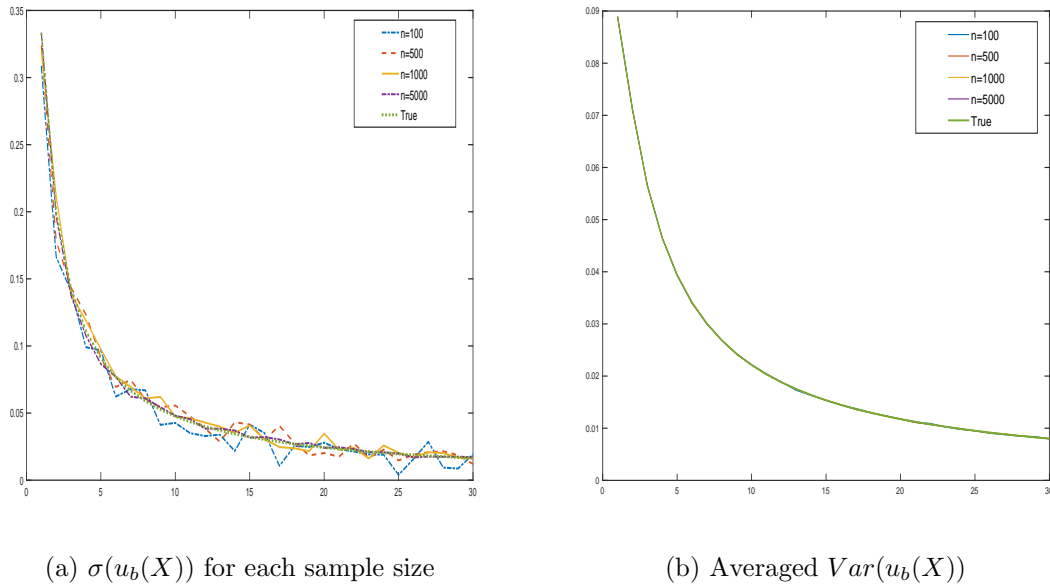 0.35
0.3
0.25
0.2
0.15
0.1
0.05
0
0 5 10 15 20 25 30
n=100
n=500
n=1000
n=5000
True
0.09
0.08
0.07
0.06
0.05
0.04
0.03
0.02
0.01
0
0 5 10 15 20 25 30
n=100
n=500
n=1000
n=5000
True
(a) σ(u_b(X)) for each sample size
(b) Averaged Var(u_b(X))